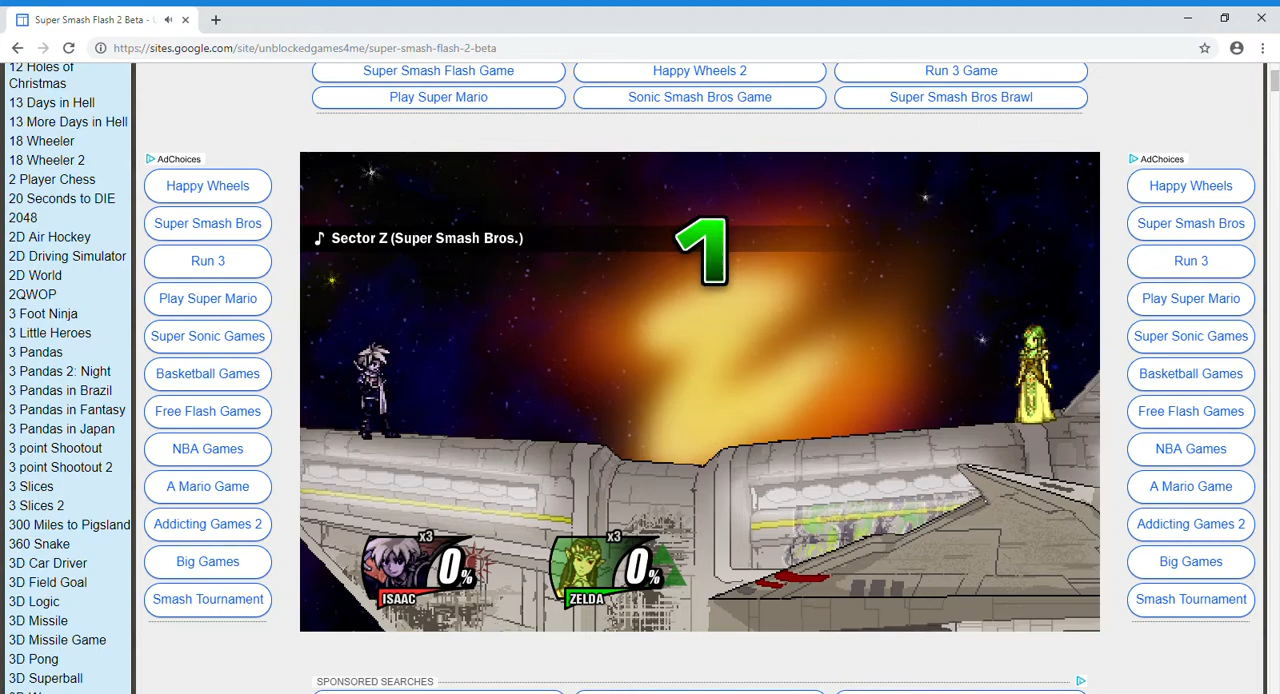 Super Smash Flash 2 Beta -
https://sites.google.com/site/unblockedgames4me/super-smash-flash-2-beta
12 Holes of
Christmas
13 Days in Hell
13 More Days in Hell
18 Wheeler
18 Wheeler 2
2 Player Chess
20 Seconds to DIE
2048
2D Air Hockey
2D Driving Simulator
2D World
2QWOP
3 Foot Ninja
3 Little Heroes
3 Pandas
3 Pandas 2: Night
3 Pandas in Brazil
3 Pandas in Fantasy
3 Pandas in Japan
3 point Shootout
3 point Shootout 2
3 Slices
3 Slices 2
300 Miles to Pigsland
360 Snake
3D Car Driver
3D Field Goal
3D Logic
3D Missile
3D Missile Game
3D Pong
3D Superball
Super Smash Flash Game
Happy Wheels 2
Run 3 Game
Play Super Mario
Sonic Smash Bros Game
Super Smash Bros Brawl
AdChoices
Happy Wheels
Super Smash Bros
Run 3
Play Super Mario
Super Sonic Games
Basketball Games
Free Flash Games
NBA Games
A Mario Game
Addicting Games 2
Big Games
Smash Tournament
♪ Sector Z (Super Smash Bros.)
1
x3
0%
ISAAC
x3
0%
ZELDA
AdChoices
Happy Wheels
Super Smash Bros
Run 3
Play Super Mario
Super Sonic Games
Basketball Games
Free Flash Games
NBA Games
A Mario Game
Addicting Games 2
Big Games
Smash Tournament
SPONSORED SEARCHES